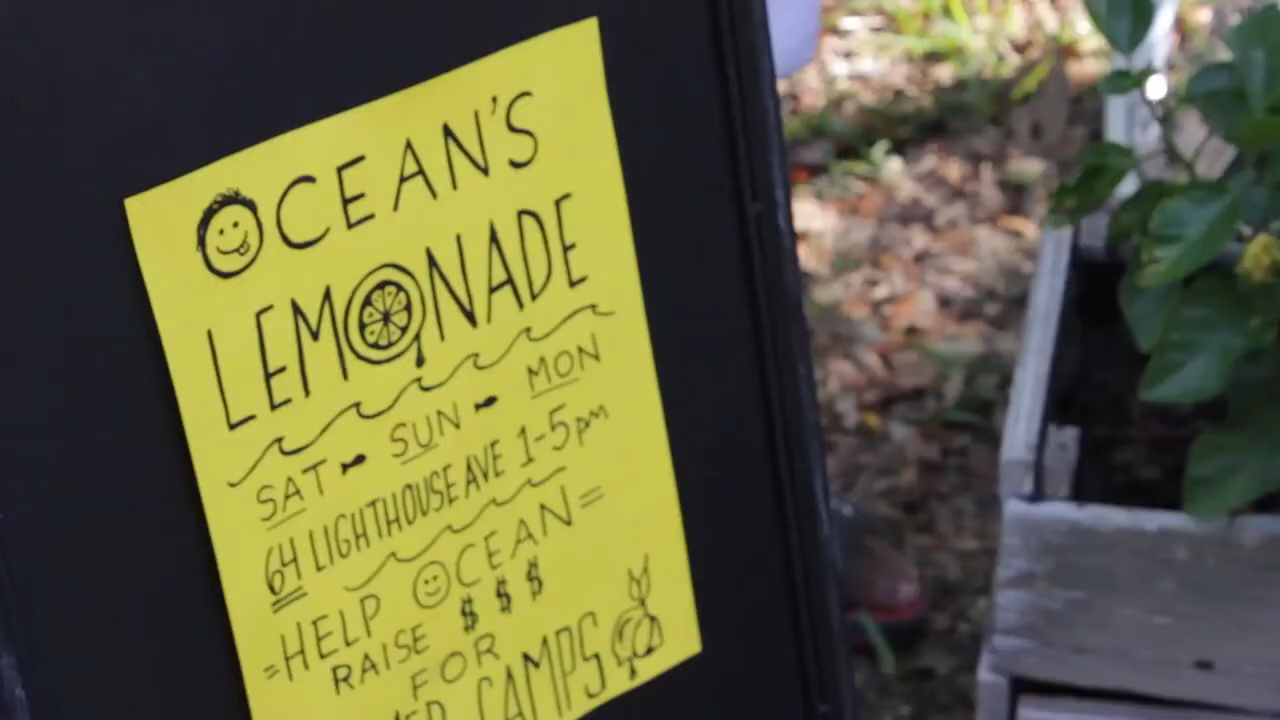 OCEAN'S
LEMONADE
SAT - SUN - MON
64 LIGHTHOUSE AVE 1-5pm
=HELP OCEAN=
RAISE $ $ $
FOR
CAMPS